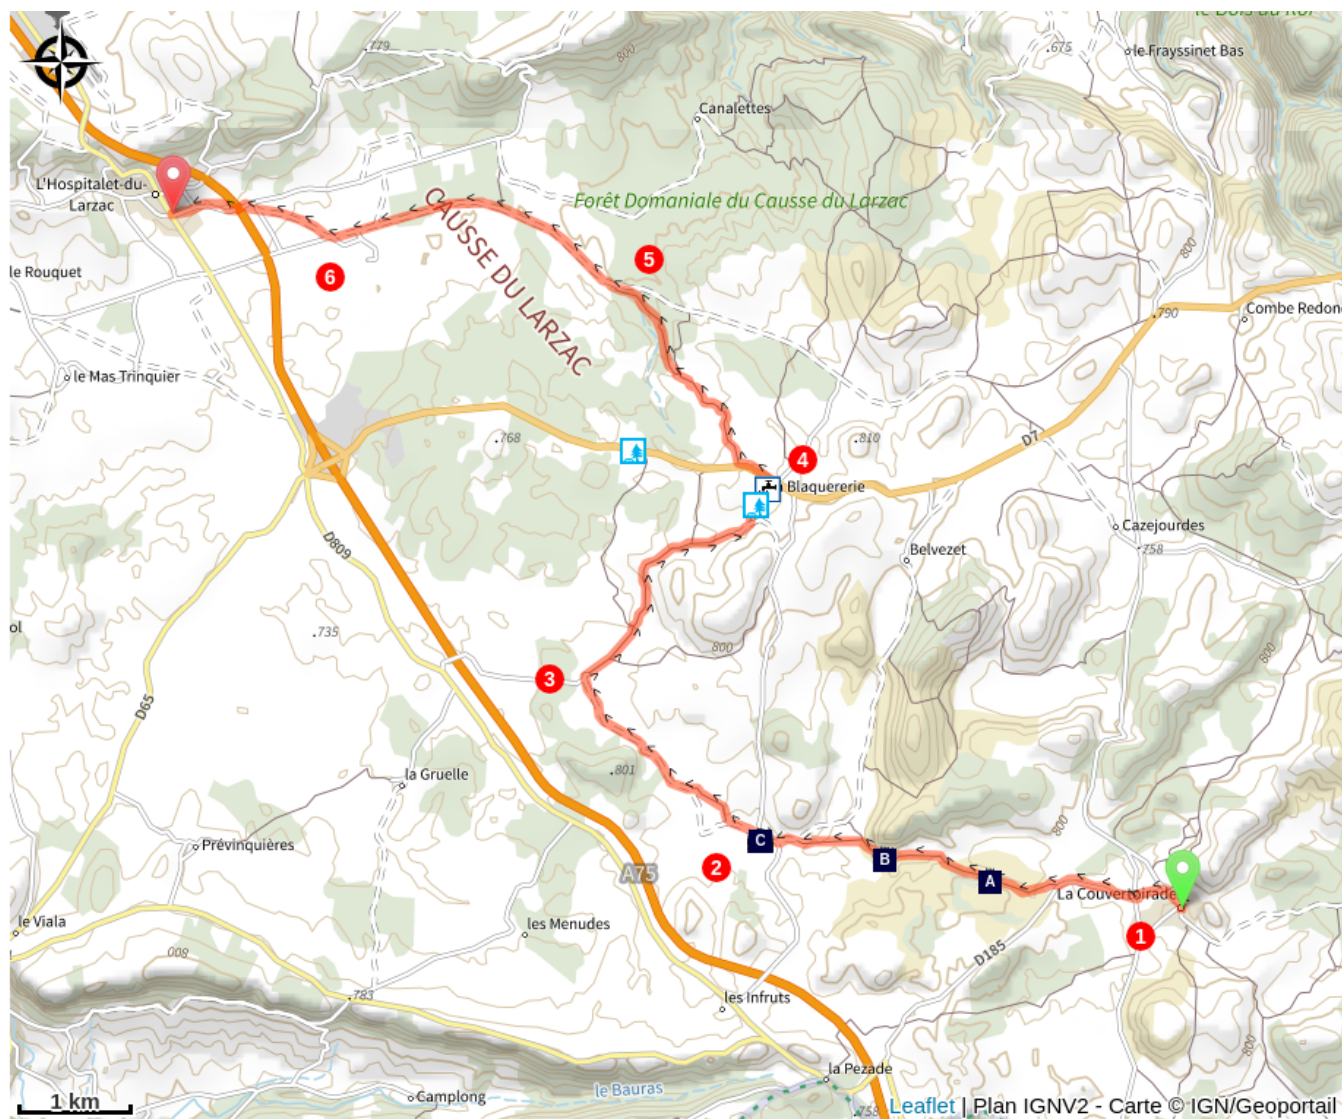 le Bois du Roi
779
800
675
le Frayssinet Bas
Canalettes
L'Hospitalet-du-
Larzac
Forêt Domaniale du Causse du Larzac
CAUSSE DU LARZAC
800
le Rouquet
5
6
790
Combe Redon
le Mas Trinquier
768
810
D7
4
Blaquererie
Cazejourdes
758
D809
Belvezet
ol
735
800
800
3
D65
801
la Gruelle
800
Prévinquières
C
B
A
2
A75
La Couvertoirade
le Viala
les Menudes
1
800
D185
783
les Infruts
800
la Pezade
le Bauras
Camplong
1 km
758
Leaflet | Plan IGNV2 - Carte © IGN/Geoportail